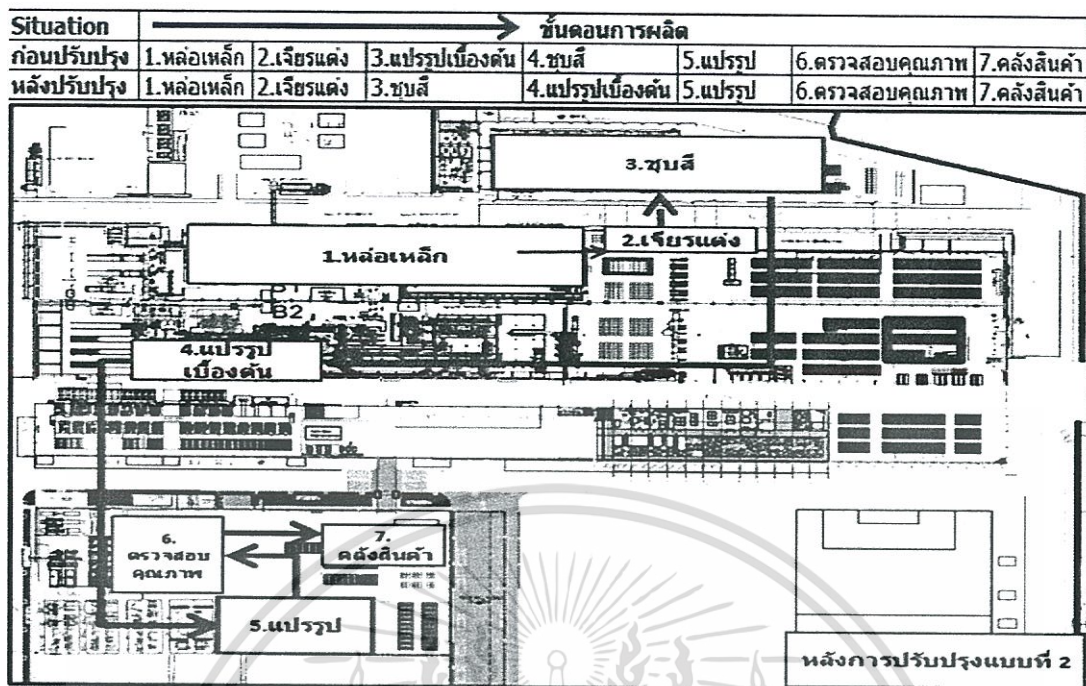 Situation ขั้นตอนการผลิต
ก่อนปรับปรุง 1.หล่อเหล็ก 2.เจียรแต่ง 3.แปรรูปเบื้องต้น 4.ชุบสี 5.แปรรูป 6.ตรวจสอบคุณภาพ 7.คลังสินค้า
หลังปรับปรุง 1.หล่อเหล็ก 2.เจียรแต่ง 3.ชุบสี 4.แปรรูปเบื้องต้น 5.แปรรูป 6.ตรวจสอบคุณภาพ 7.คลังสินค้า
3.ชุบสี
2.เจียรแต่ง
1.หล่อเหล็ก
B2
4.แปรรูป
เบื้องต้น
6.
ตรวจสอบ
คุณภาพ
7.
คลังสินค้า
5.แปรรูป
หลังการปรับปรุงแบบที่ 2